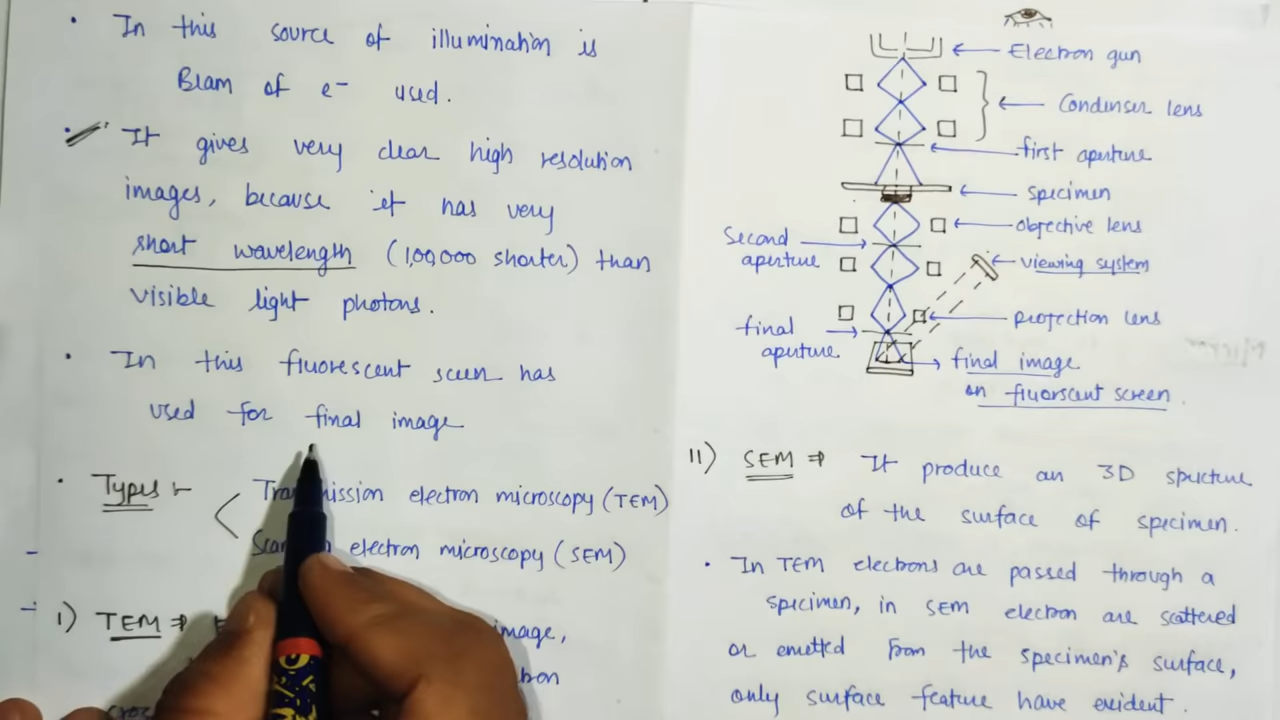 In this source of illumination is
Beam of e⁻ used.
It gives very clear high resolution
images, because it has very
short wavelength (1,00,000 shorter) than
visible light photons.
In this fluorescent screen has
used for final image
Types :-
Transmission electron microscopy (TEM)
electron microscopy (SEM)
I) TEM ⇒
image,
Electron gun
Condenser lens
first aperture
specimen
objective lens
Second
aperture
viewing system
projection lens
final
aperture
final image
on fluorscent screen.
II) SEM ⇒ It produce an 3D
of the surface of specimen.
In TEM electrons are passed through a
specimen, in SEM electron are scattered
or emetted from the specimen's surface,
only surface feature have evident.